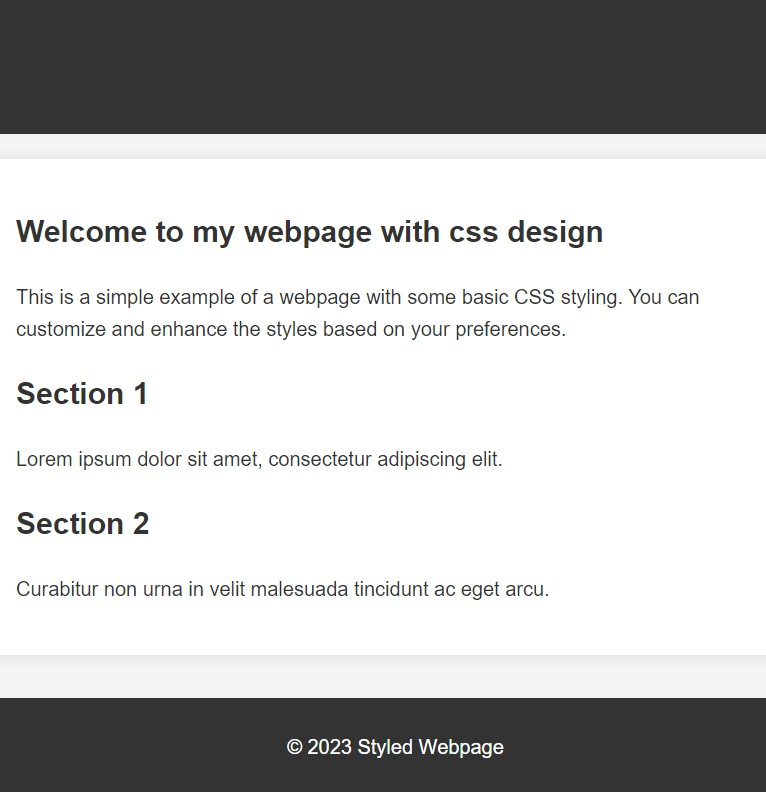 Welcome to my webpage with css design
This is a simple example of a webpage with some basic CSS styling. You can
customize and enhance the styles based on your preferences.
Section 1
Lorem ipsum dolor sit amet, consectetur adipiscing elit.
Section 2
Curabitur non urna in velit malesuada tincidunt ac eget arcu.
© 2023 Styled Webpage